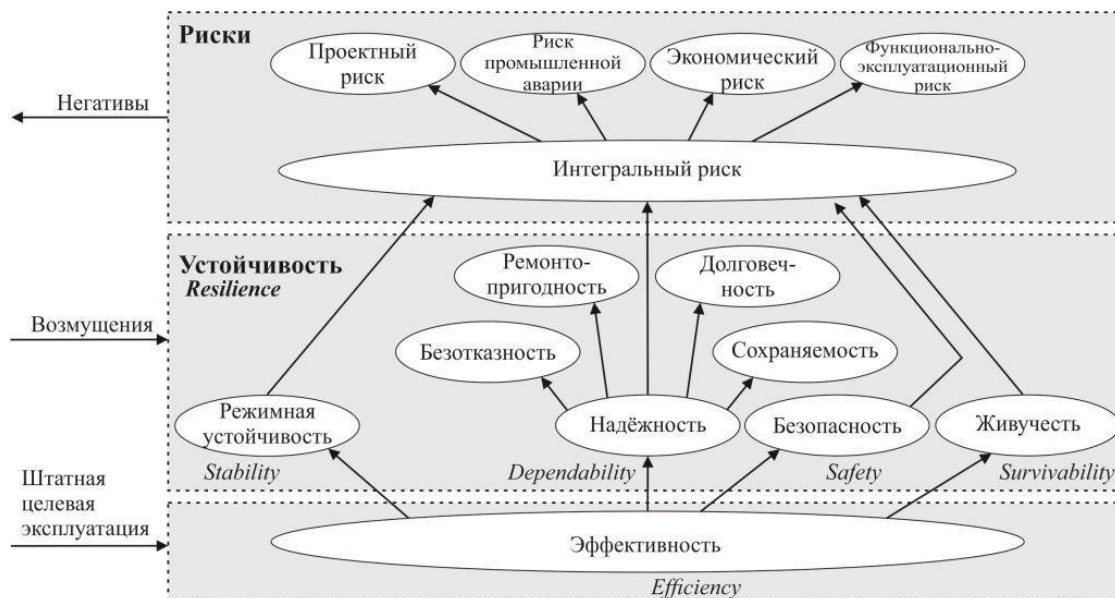 Риски
Проектный
риск
Риск
промышленной
аварии
Экономический
риск
Функционально-
эксплуатационный
риск
Негативы
Интегральный риск
Устойчивость
Resilience
Ремонто-
пригодность
Долговеч-
ность
Возмущения
Безотказность
Сохраняемость
Режимная
устойчивость
Надёжность
Безопасность
Живучесть
Stability
Dependability
Safety
Survivability
Штатная
целевая
эксплуатация
Эффективность
Efficiency